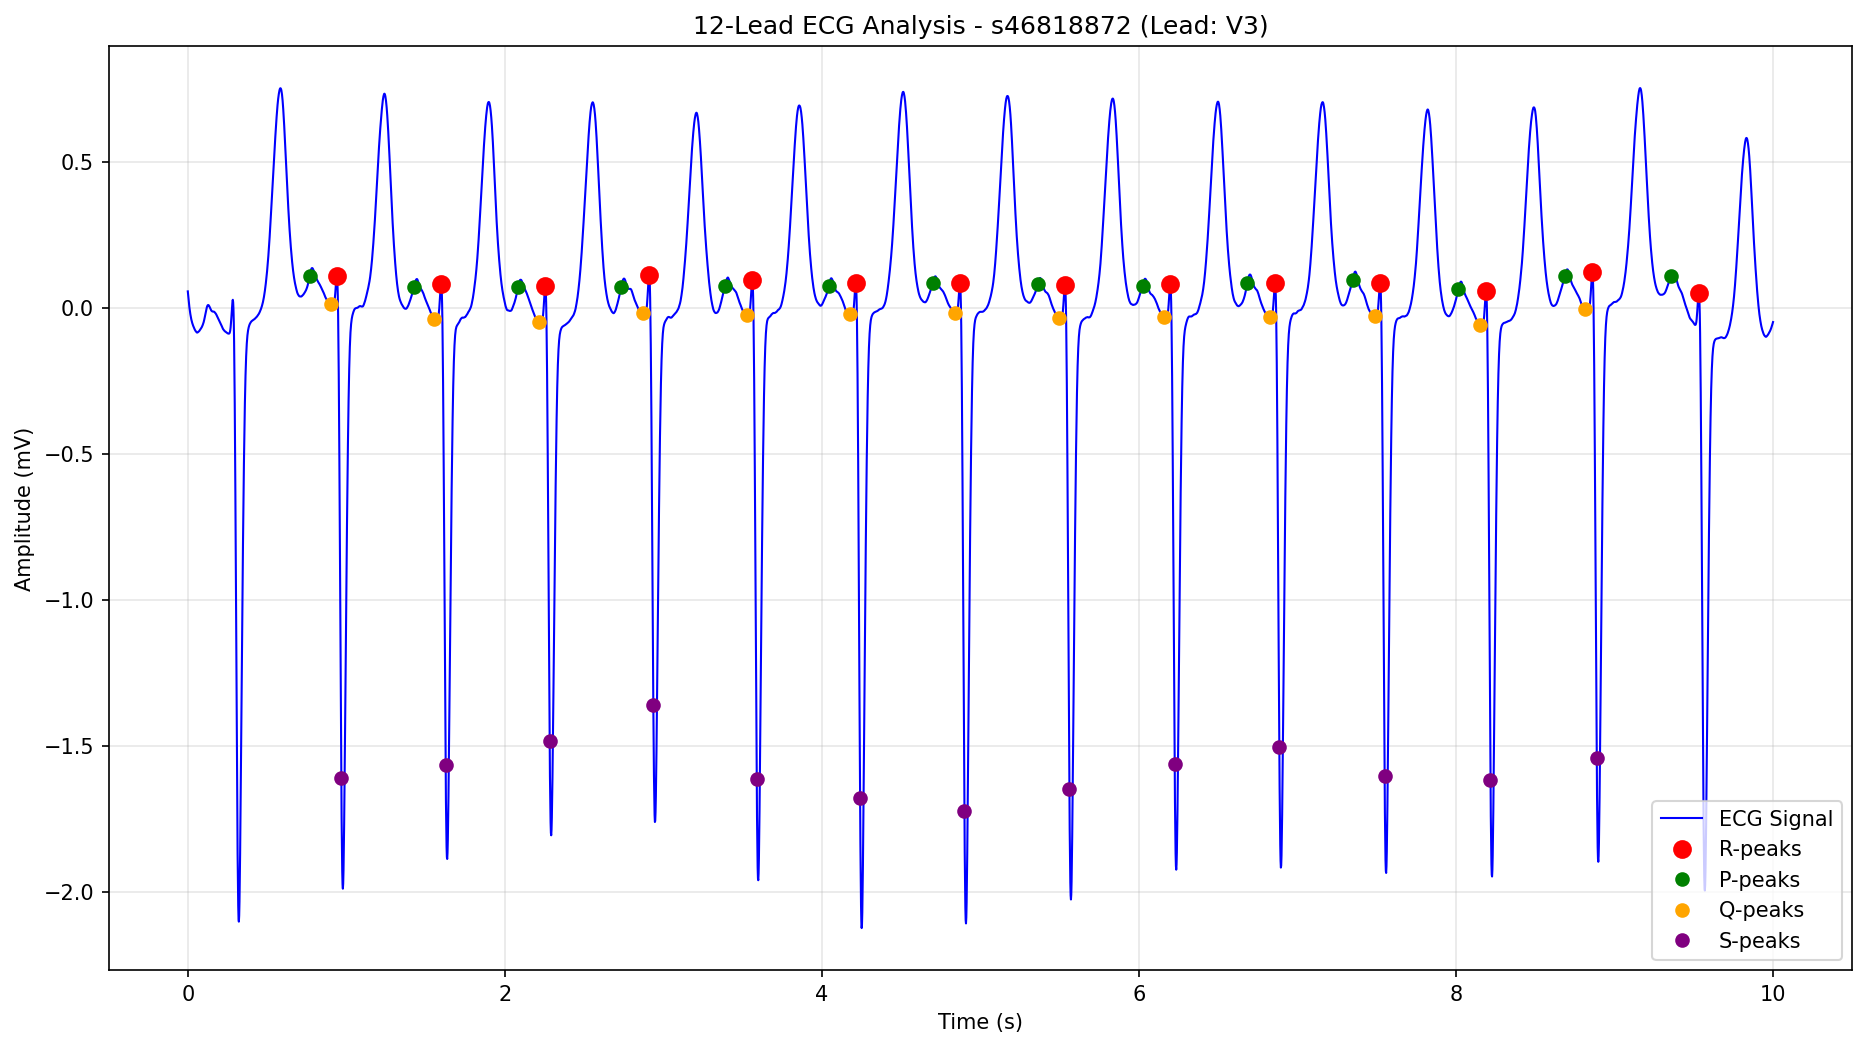 12-Lead ECG Analysis - s46818872 (Lead: V3)
Amplitude (mV)
0.5
0.0
−0.5
−1.0
−1.5
−2.0
0
2
4
6
8
10
Time (s)
ECG Signal
R-peaks
P-peaks
Q-peaks
S-peaks